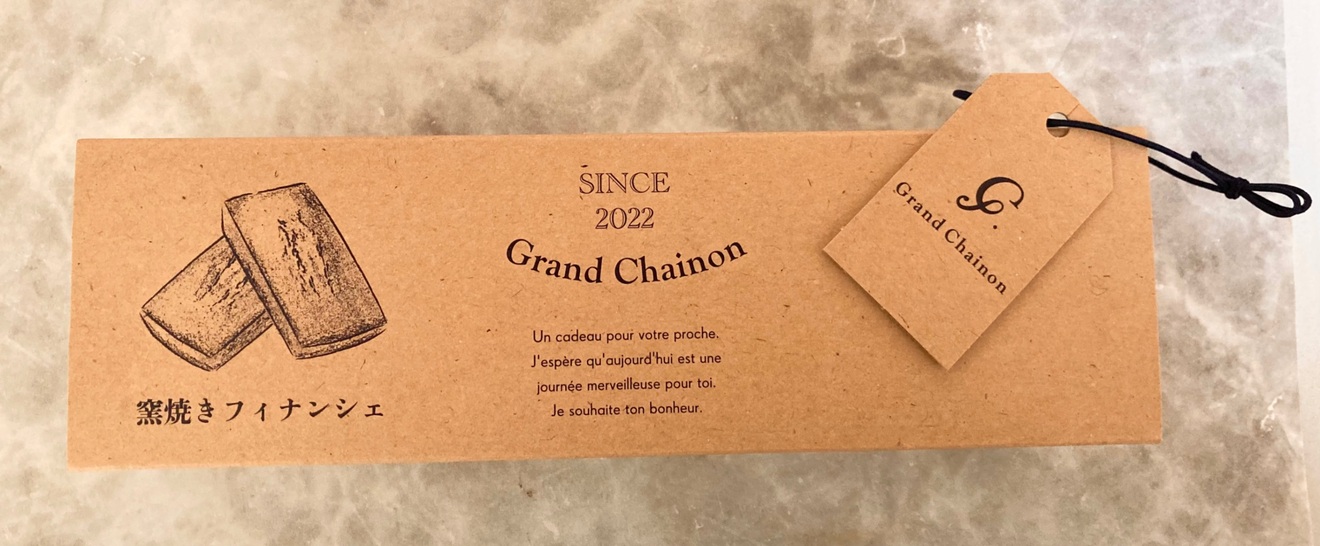 窯焼きフィナンシェ
SINCE
2022
Grand Chainon
Un cadeau pour votre proche.
J'espère qu'aujourd'hui est une
journée merveilleuse pour toi.
Je souhaite ton bonheur.
G.
Grand Chainon